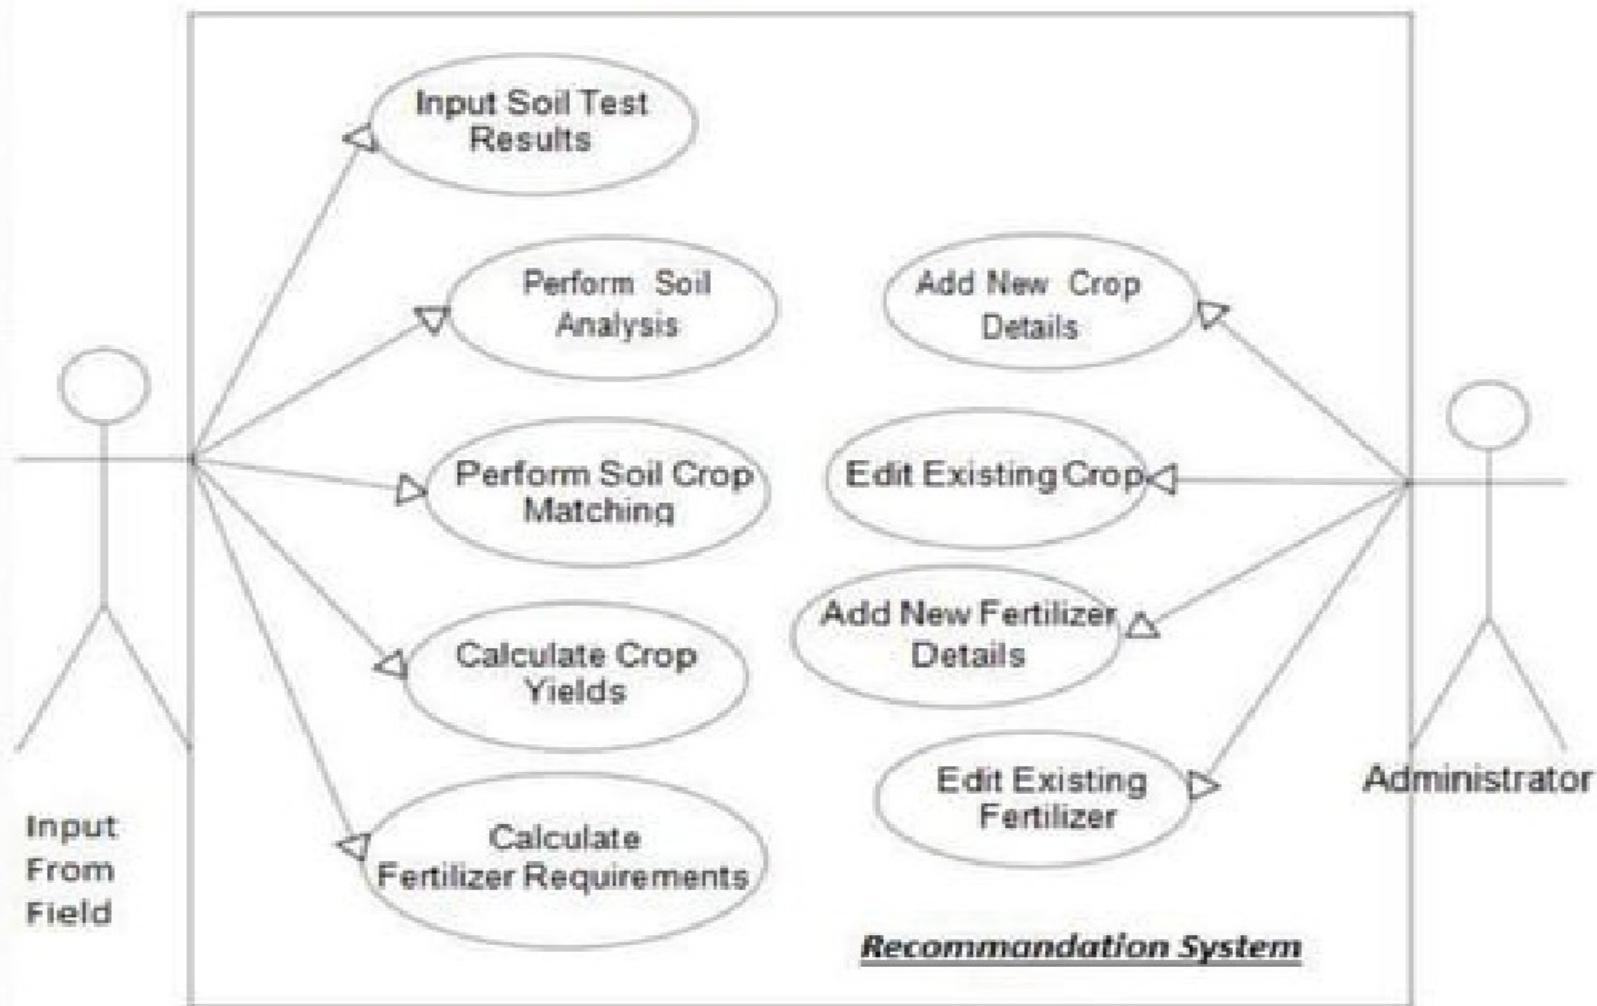 Input Soil Test
Results
Perform Soil
Analysis
Add New Crop
Details
Perform Soil Crop
Matching
Edit Existing Crop
Add New Fertilizer
Details
Calculate Crop
Yields
Edit Existing
Fertilizer
Calculate
Fertilizer Requirements
Input
From
Field
Administrator
Recommandation System